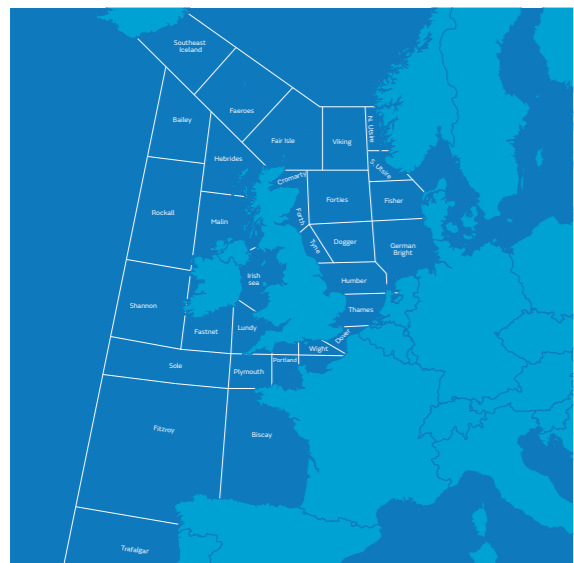 Southeast
Iceland
Faeroes
Bailey
N. Utsire
Fair Isle
Viking
Hebrides
S. Utsire
Cromarty
Forties
Fisher
Rockall
Forth
Malin
Tyne
Dogger
German
Bright
Irish
sea
Humber
Shannon
Thames
Fastnet
Lundy
Dover
Wight
Portland
Sole
Plymouth
Fitzroy
Biscay
Trafalgar